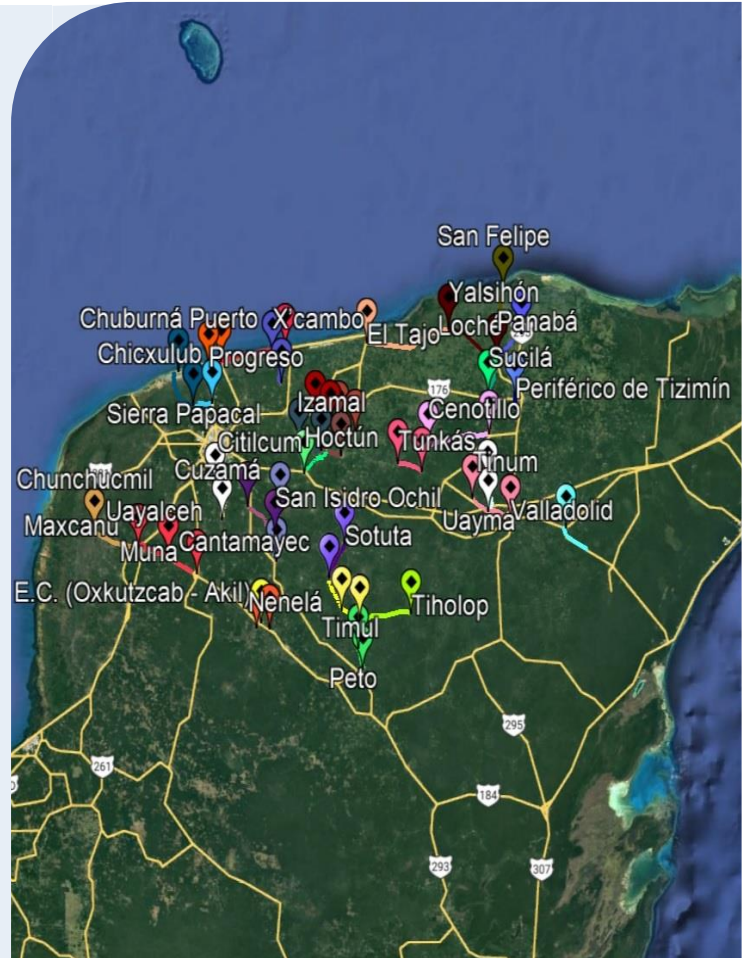 San Felipe
Yalsihón
Chuburná Puerto
X'cambo
El Tajo
Loché
Panabá
Chicxulub
Progreso
Sucilá
176
Periférico de Tizimín
Izamal
Cenotillo
Sierra Papacal
Citilcum
Hoctún
Tunkás
Cuzamá
Tinum
Chunchucmil
San Isidro Ochil
Uayalceh
Maxcanú
Uayma
Valladolid
Muna
Cantamayec
Sotuta
E.C. (Oxkutzcab - Akil)
Nenelá
Tiholop
Timul
Peto
295
261
184
293
307